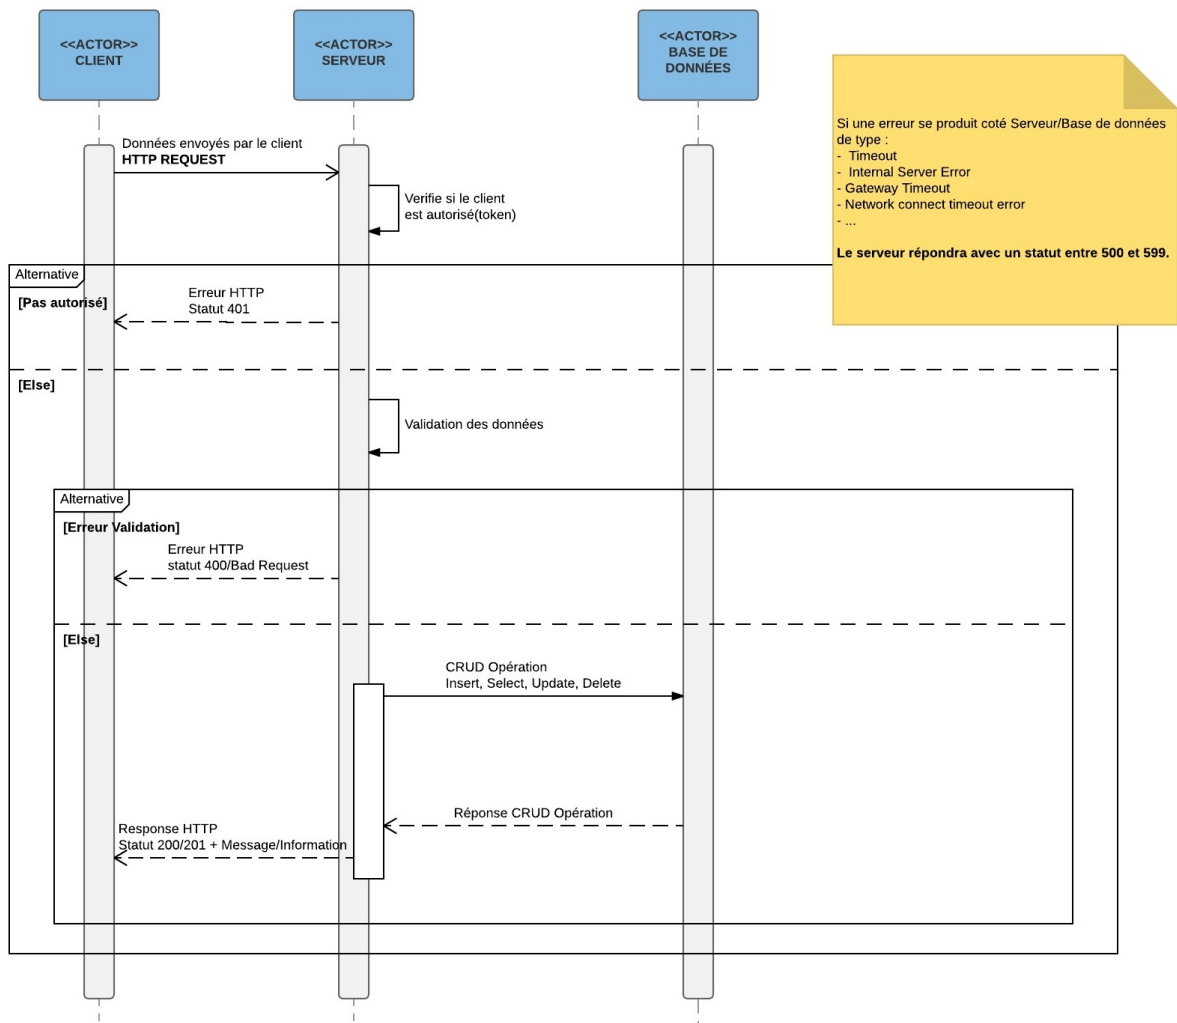 <<ACTOR>>
CLIENT
<<ACTOR>>
SERVEUR
<<ACTOR>>
BASE DE
DONNÉES
Si une erreur se produit coté Serveur/Base de données
de type :
- Timeout
- Internal Server Error
- Gateway Timeout
- Network connect timeout error
- ...
Le serveur répondra avec un statut entre 500 et 599.
Données envoyés par le client
HTTP REQUEST
Verifie si le client
est autorisé(token)
Alternative
[Pas autorisé]
Erreur HTTP
Statut 401
[Else]
Validation des données
Alternative
[Erreur Validation]
Erreur HTTP
statut 400/Bad Request
[Else]
CRUD Opération
Insert, Select, Update, Delete
Réponse CRUD Opération
Response HTTP
Statut 200/201 + Message/Information